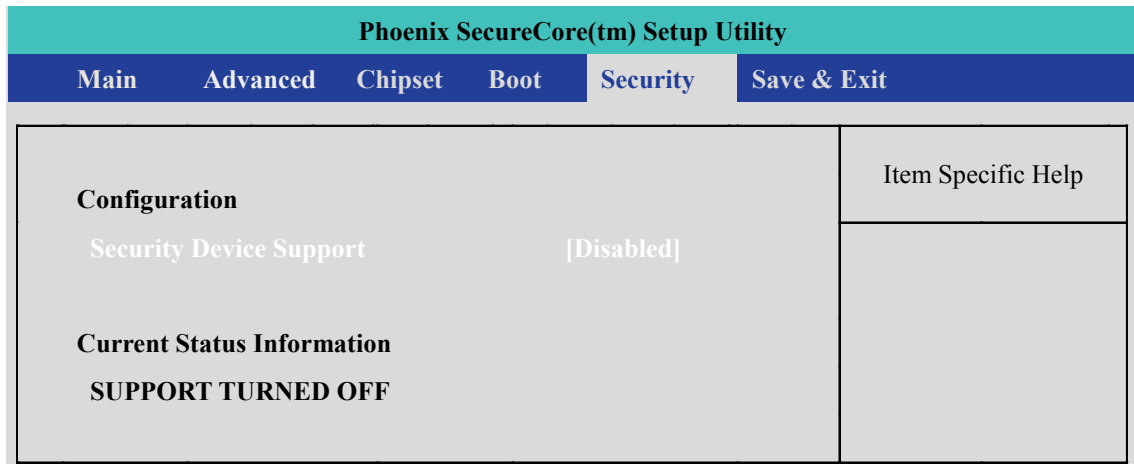 Phoenix SecureCore(tm) Setup Utility
Main Advanced Chipset Boot Security Save & Exit
Item Specific Help
Configuration
Security Device Support [Disabled]
Current Status Information
SUPPORT TURNED OFF